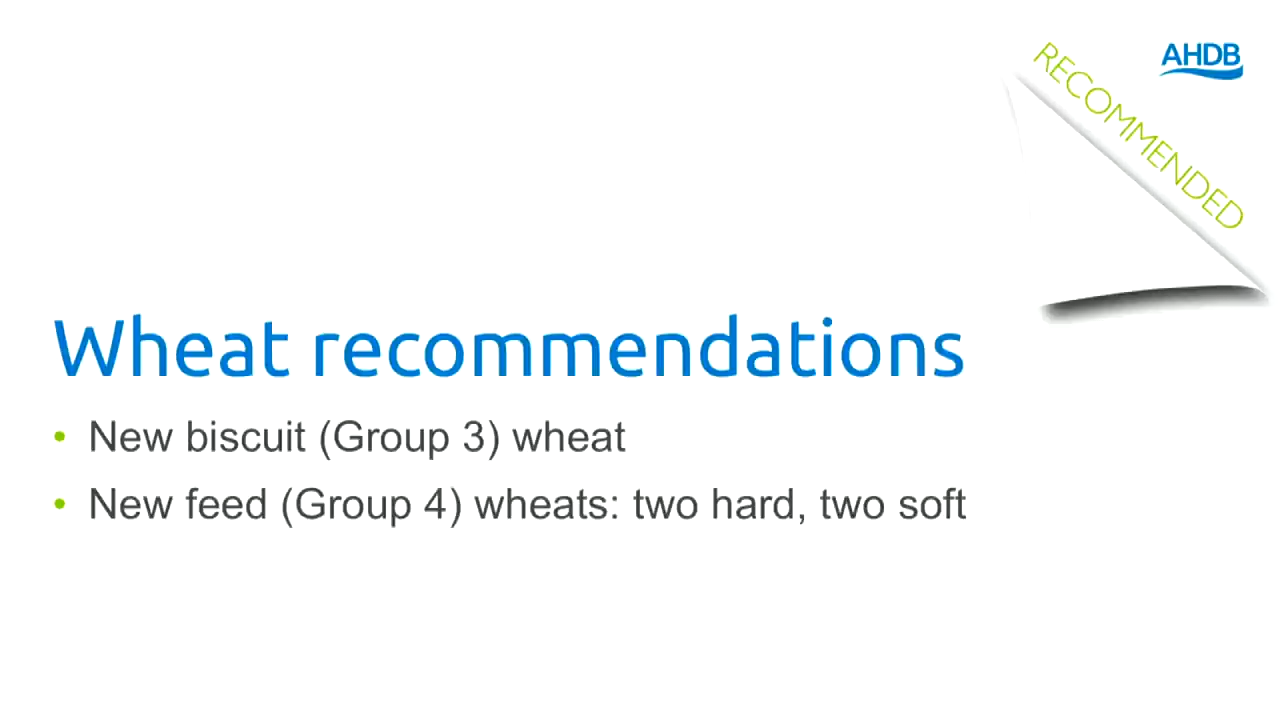 AHDB
RECOMMENDED
Wheat recommendations
• New biscuit (Group 3) wheat
• New feed (Group 4) wheats: two hard, two soft